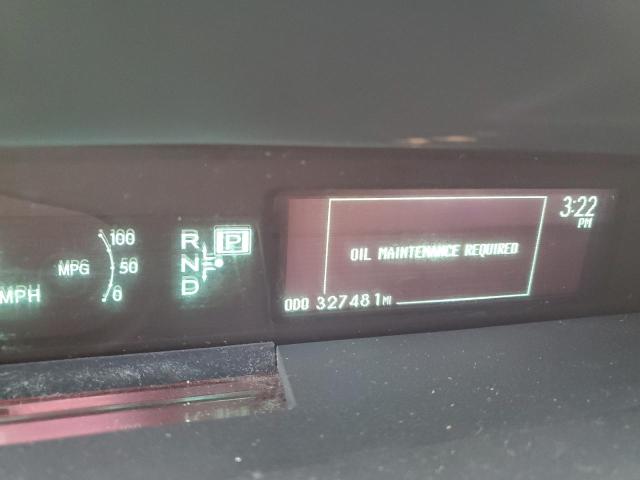 100
MPG 50
MPH 0
R P
N
D
3:22
PM
OIL MAINTENANCE REQUIRED
ODO 327481 MI